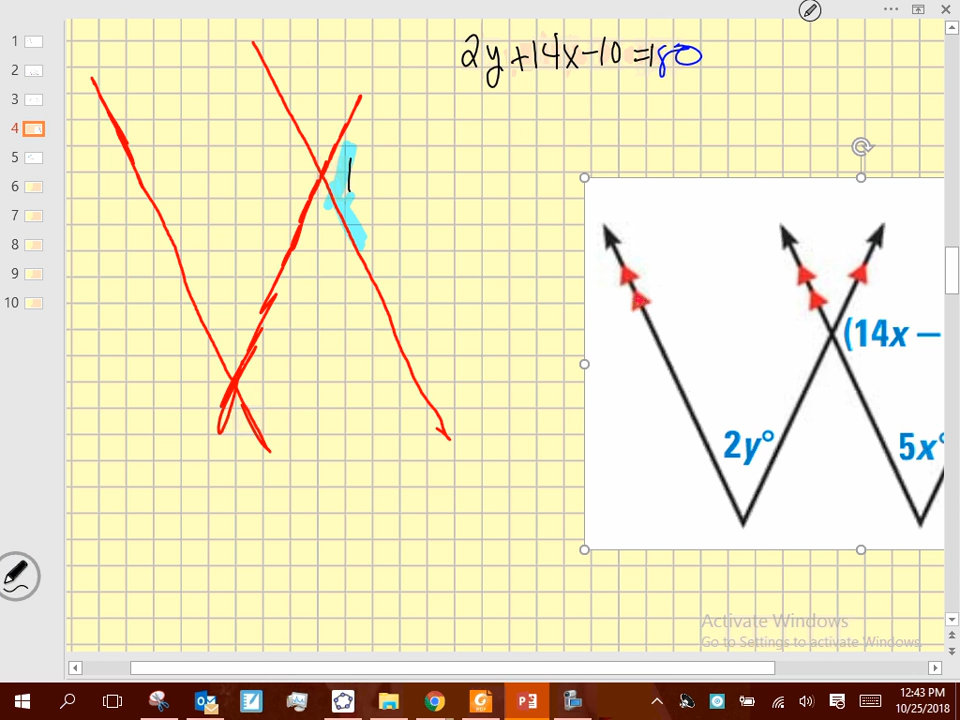 2y+14x-10=180
1
2
3
4
5
6
7
8
9
10
1
(14x –
2y°
5x°
Activate Windows
Go to Settings to activate Windows.
12:43 PM
10/25/2018